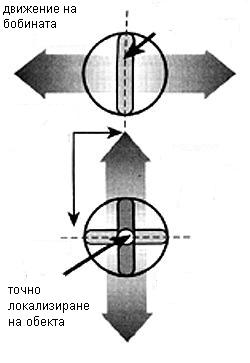 движение на
бобината
точно
локализиране
на обекта